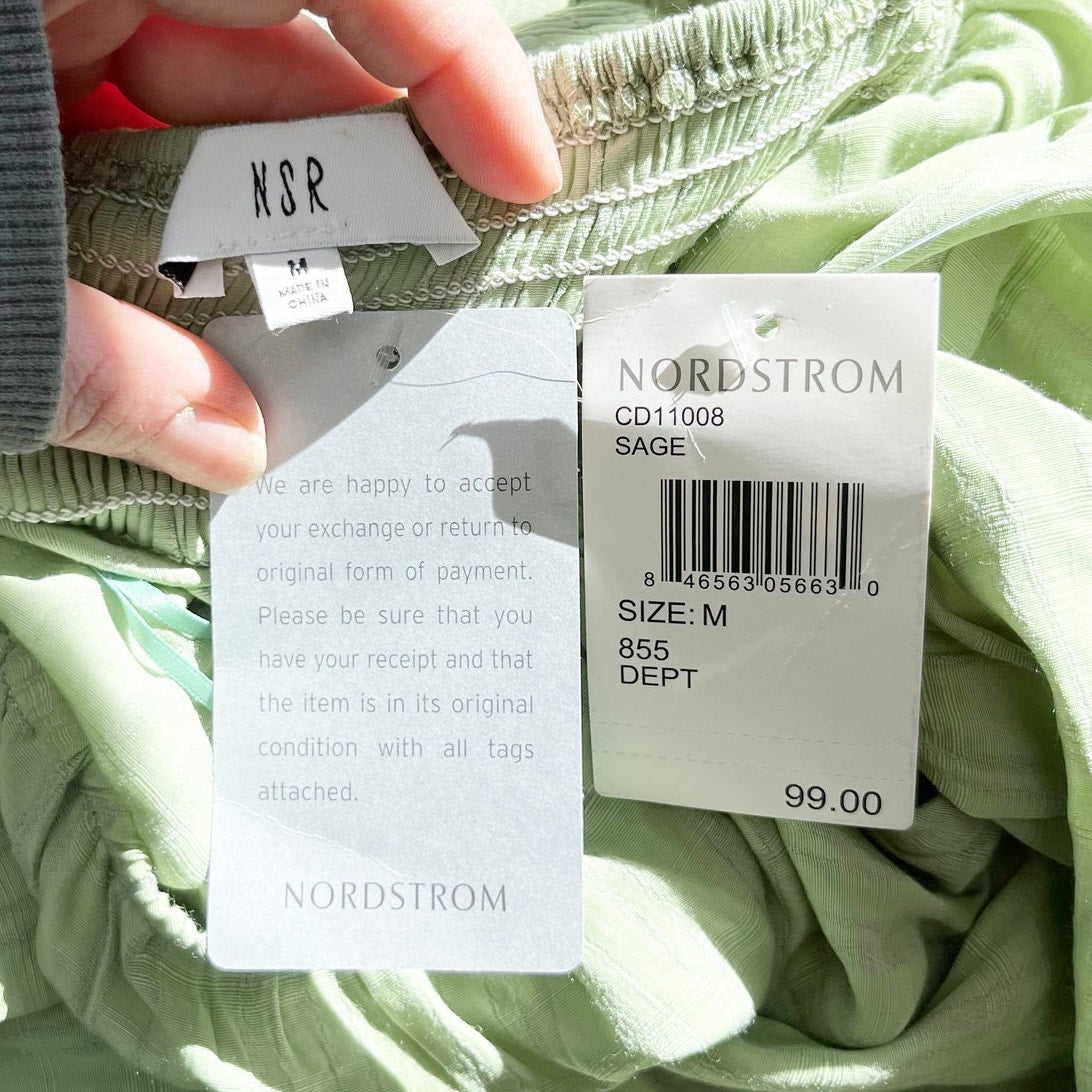 NSR
M
MADE IN
CHINA
We are happy to accept
your exchange or return to
original form of payment.
Please be sure that you
have your receipt and that
the item is in its original
condition with all tags
attached.
NORDSTROM
NORDSTROM
CD11008
SAGE
8 46563 05663 0
SIZE: M
855
DEPT
99.00